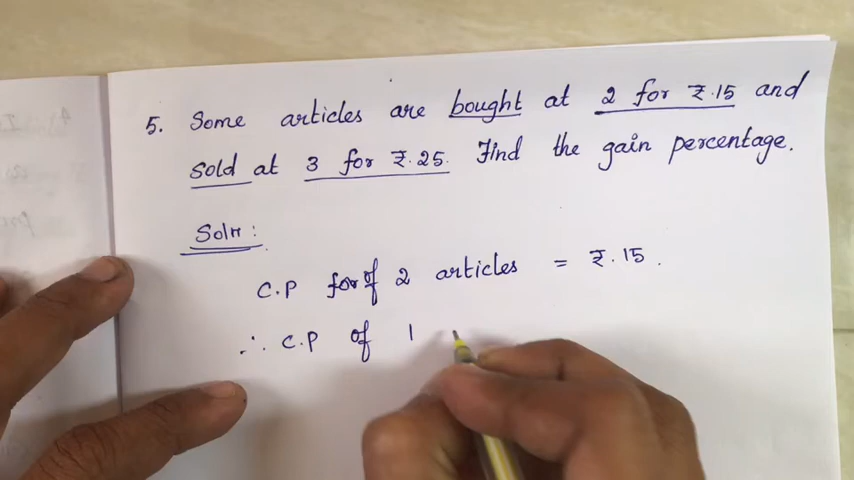 5. Some articles are bought at 2 for ₹.15 and
sold at 3 for ₹.25. Find the gain percentage.
Soln:
C.P for of 2 articles = ₹.15.
∴ C.P of 1